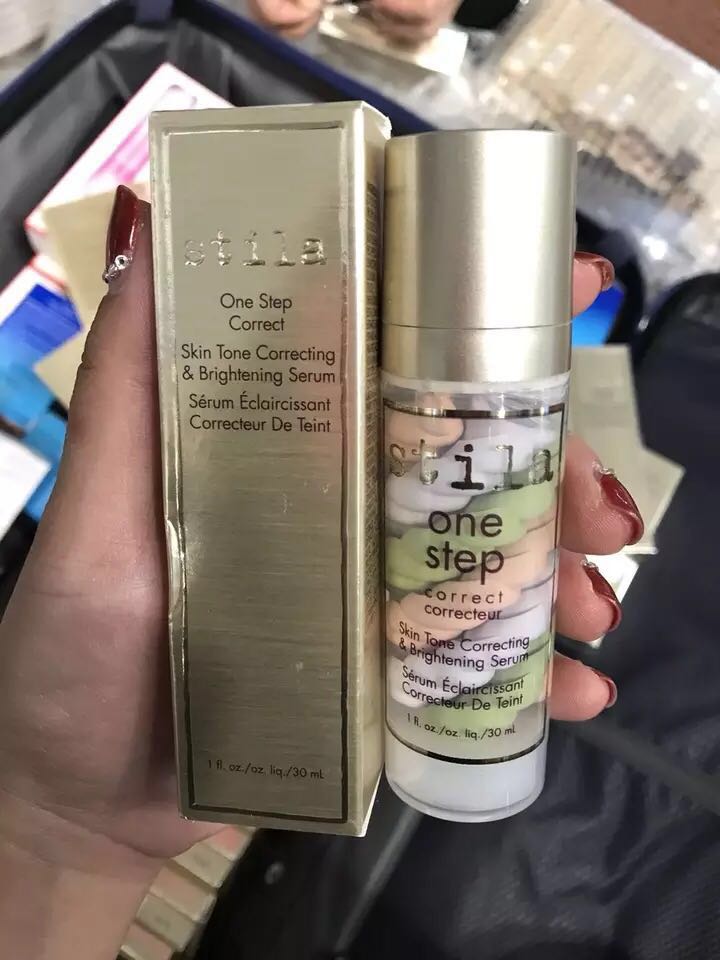 stila
One Step
Correct
Skin Tone Correcting
& Brightening Serum
Sérum Éclaircissant
Correcteur De Teint
1 fl. oz./oz. liq./30 mL
stila
one
step
correct
correcteur
Skin Tone Correcting
& Brightening Serum
Sérum Éclaircissant
Correcteur De Teint
1 fl. oz./oz. liq./30 mL